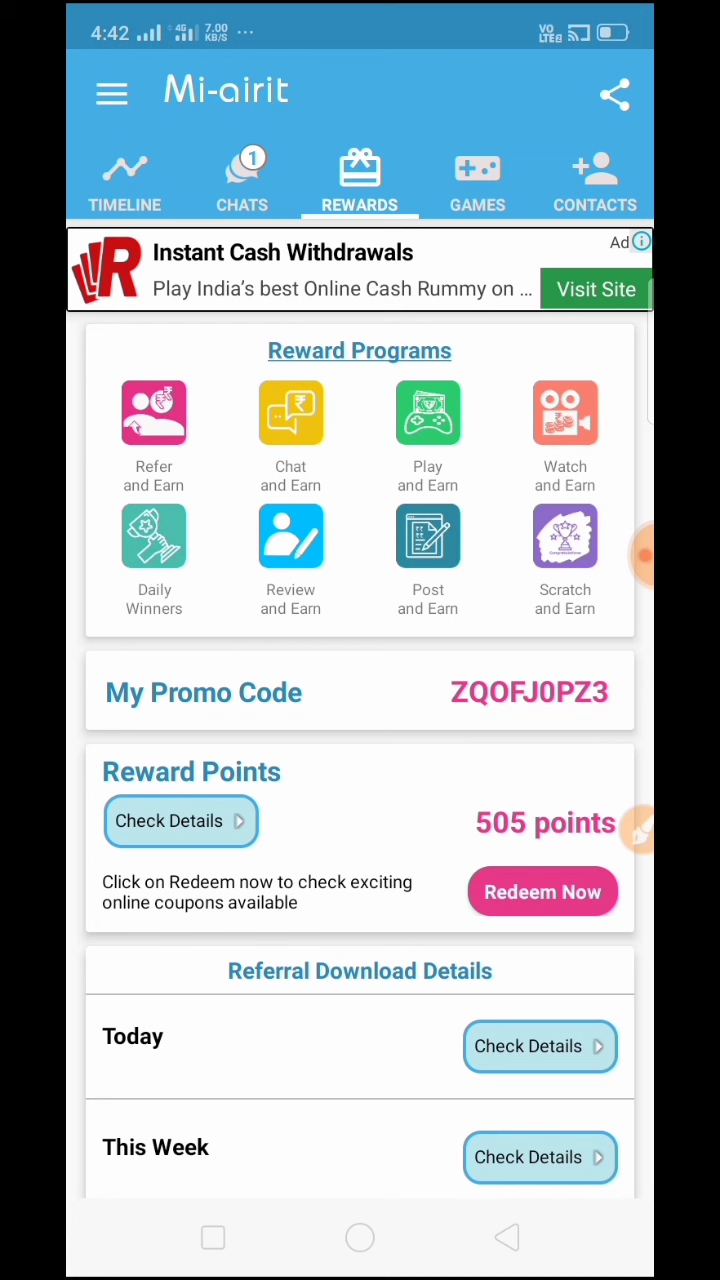 4:42 4G 7.00 KB/S ... VO LTE2
Mi-airit
TIMELINE
1
CHATS
REWARDS
GAMES
CONTACTS
R
Instant Cash Withdrawals
Ad
Play India's best Online Cash Rummy on ...
Visit Site
Reward Programs
Refer
and Earn
Chat
and Earn
Play
and Earn
Watch
and Earn
Daily
Winners
Review
and Earn
Post
and Earn
Scratch
and Earn
My Promo Code
ZQOFJ0PZ3
Reward Points
Check Details
505 points
Click on Redeem now to check exciting
online coupons available
Redeem Now
Referral Download Details
Today
Check Details
This Week
Check Details